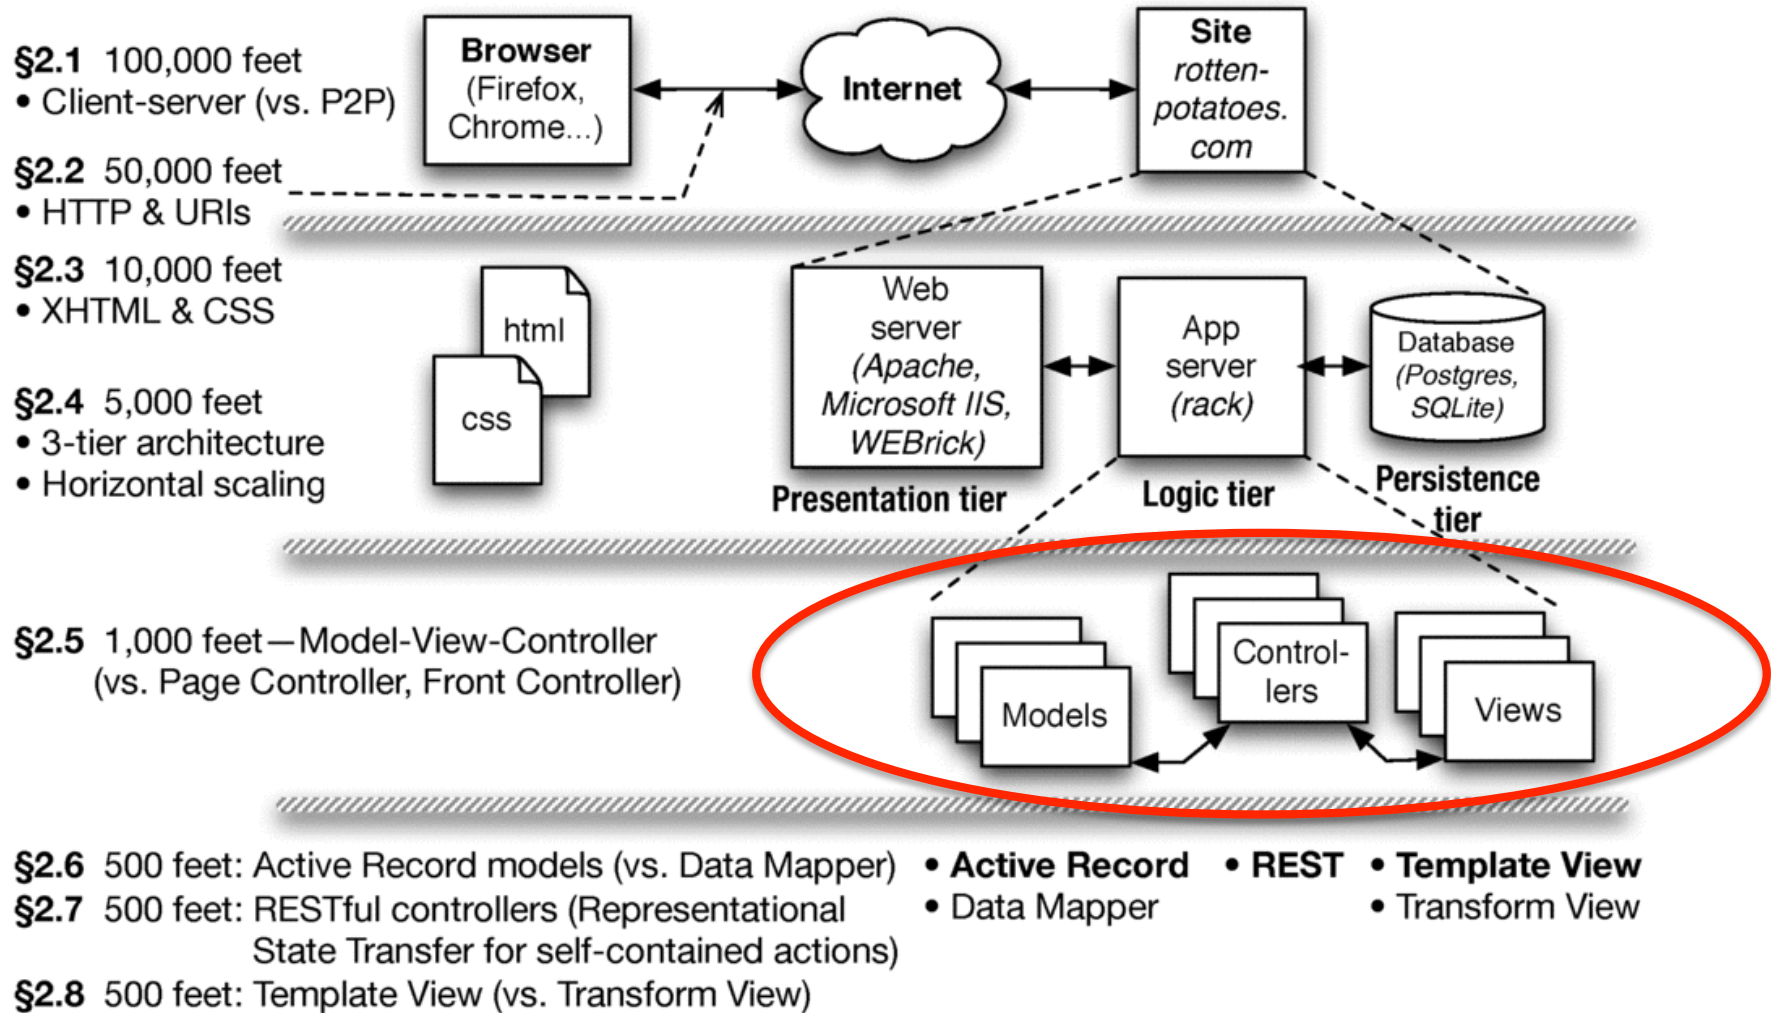 §2.1 100,000 feet
• Client-server (vs. P2P)
§2.2 50,000 feet
• HTTP & URIs
Browser
(Firefox,
Chrome...)
Internet
Site
rotten-
potatoes.
com
§2.3 10,000 feet
• XHTML & CSS
§2.4 5,000 feet
• 3-tier architecture
• Horizontal scaling
html
css
Web
server
(Apache,
Microsoft IIS,
WEBrick)
Presentation tier
App
server
(rack)
Logic tier
Database
(Postgres,
SQLite)
Persistence
tier
§2.5 1,000 feet—Model-View-Controller
(vs. Page Controller, Front Controller)
Models
Control-
lers
Views
§2.6 500 feet: Active Record models (vs. Data Mapper)
§2.7 500 feet: RESTful controllers (Representational
State Transfer for self-contained actions)
§2.8 500 feet: Template View (vs. Transform View)
• Active Record
• Data Mapper
• REST
• Template View
• Transform View